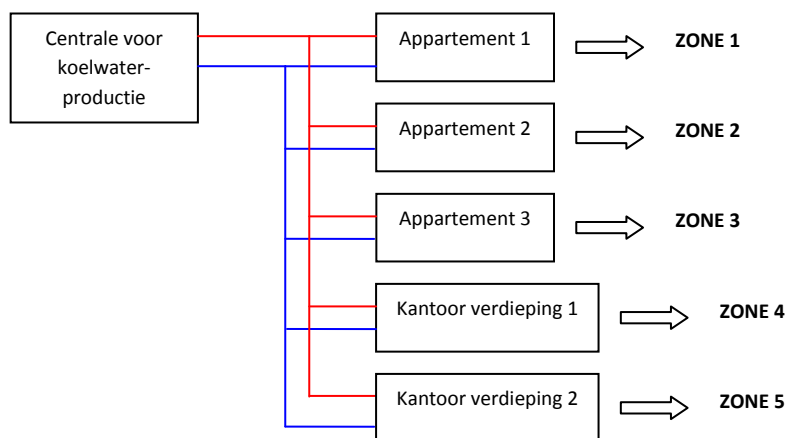 Centrale voor
koelwater-
productie
Appartement 1
ZONE 1
Appartement 2
ZONE 2
Appartement 3
ZONE 3
Kantoor verdieping 1
ZONE 4
Kantoor verdieping 2
ZONE 5